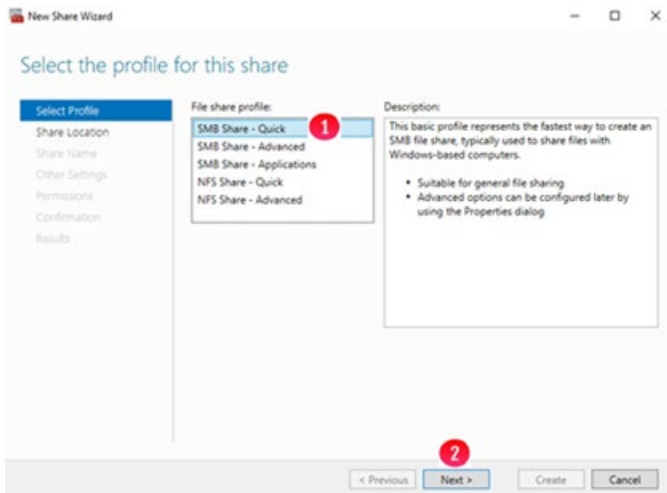 New Share Wizard
Select the profile for this share
Select Profile
Share Location
Share Name
Other Settings
Permissions
Confirmation
Results
File share profile:
SMB Share - Quick
1
SMB Share - Advanced
SMB Share - Applications
NFS Share - Quick
NFS Share - Advanced
Description:
This basic profile represents the fastest way to create an
SMB file share, typically used to share files with
Windows-based computers.
• Suitable for general file sharing
• Advanced options can be configured later by
using the Properties dialog
2
< Previous
Next >
Create
Cancel